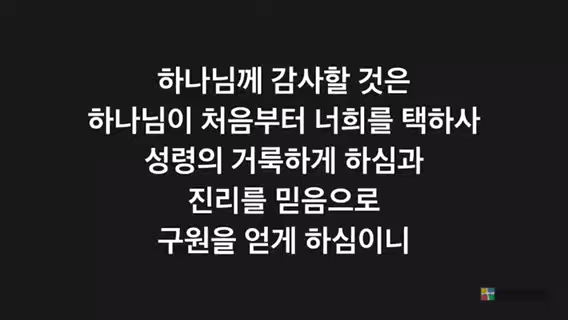 하나님께 감사할 것은
하나님이 처음부터 너희를 택하사
성령의 거룩하게 하심과
진리를 믿음으로
구원을 얻게 하심이니